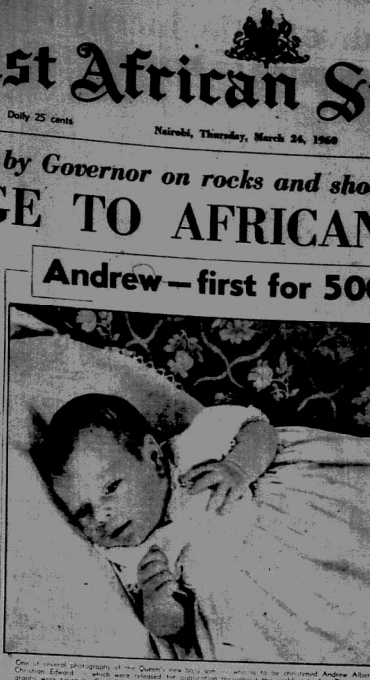 st African S
Daily 25 cents
Nairobi, Thursday, March 24, 1960
by Governor on rocks and sho
GE TO AFRICAN
Andrew—first for 500
One of several photographs of the Queen's new baby son — who is to be christened Andrew Alber
Christian Edward — which were released for publication